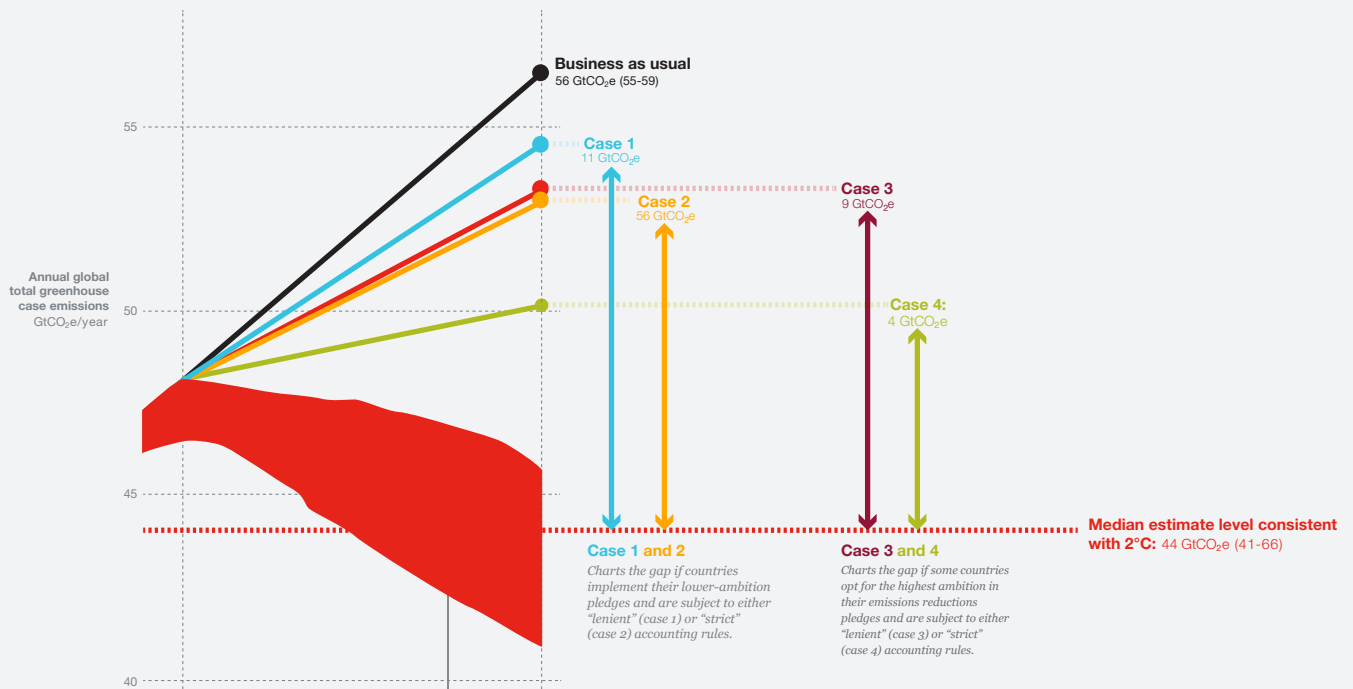 Business as usual
56 GtCO₂e (55-59)
55
Case 1
11 GtCO₂e
Case 3
9 GtCO₂e
Case 2
56 GtCO₂e
Annual global
total greenhouse
case emissions
GtCO₂e/year
50
Case 4:
4 GtCO₂e
45
Median estimate level consistent
with 2°C: 44 GtCO₂e (41-66)
Case 1 and 2
Charts the gap if countries
implement their lower-ambition
pledges and are subject to either
“lenient” (case 1) or “strict”
(case 2) accounting rules.
Case 3 and 4
Charts the gap if some countries
opt for the highest ambition in
their emissions reductions
pledges and are subject to either
“lenient” (case 3) or “strict”
(case 4) accounting rules.
40